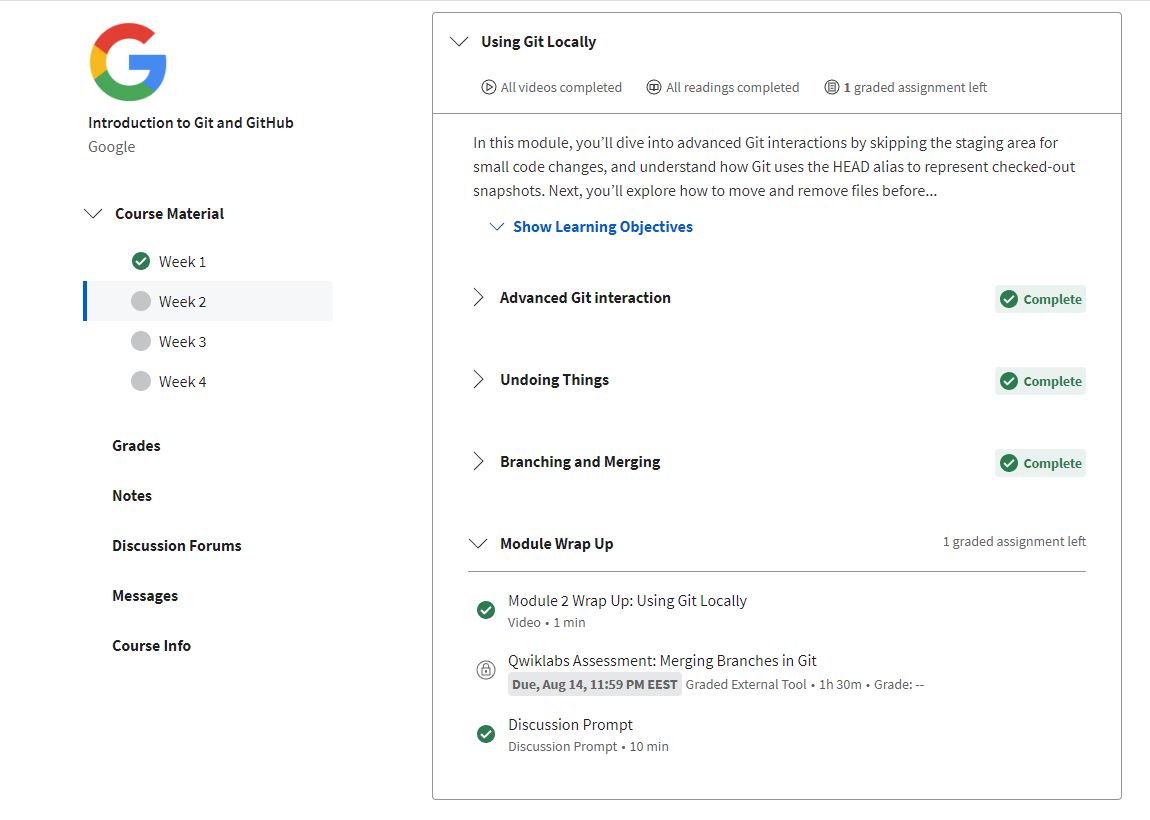 Introduction to Git and GitHub
Google
Course Material
Week 1
Week 2
Week 3
Week 4
Grades
Notes
Discussion Forums
Messages
Course Info
Using Git Locally
All videos completed All readings completed 1 graded assignment left
In this module, you’ll dive into advanced Git interactions by skipping the staging area for
small code changes, and understand how Git uses the HEAD alias to represent checked-out
snapshots. Next, you’ll explore how to move and remove files before...
Show Learning Objectives
Advanced Git interaction Complete
Undoing Things Complete
Branching and Merging Complete
Module Wrap Up 1 graded assignment left
Module 2 Wrap Up: Using Git Locally
Video • 1 min
Qwiklabs Assessment: Merging Branches in Git
Due, Aug 14, 11:59 PM EEST Graded External Tool • 1h 30m • Grade: --
Discussion Prompt
Discussion Prompt • 10 min